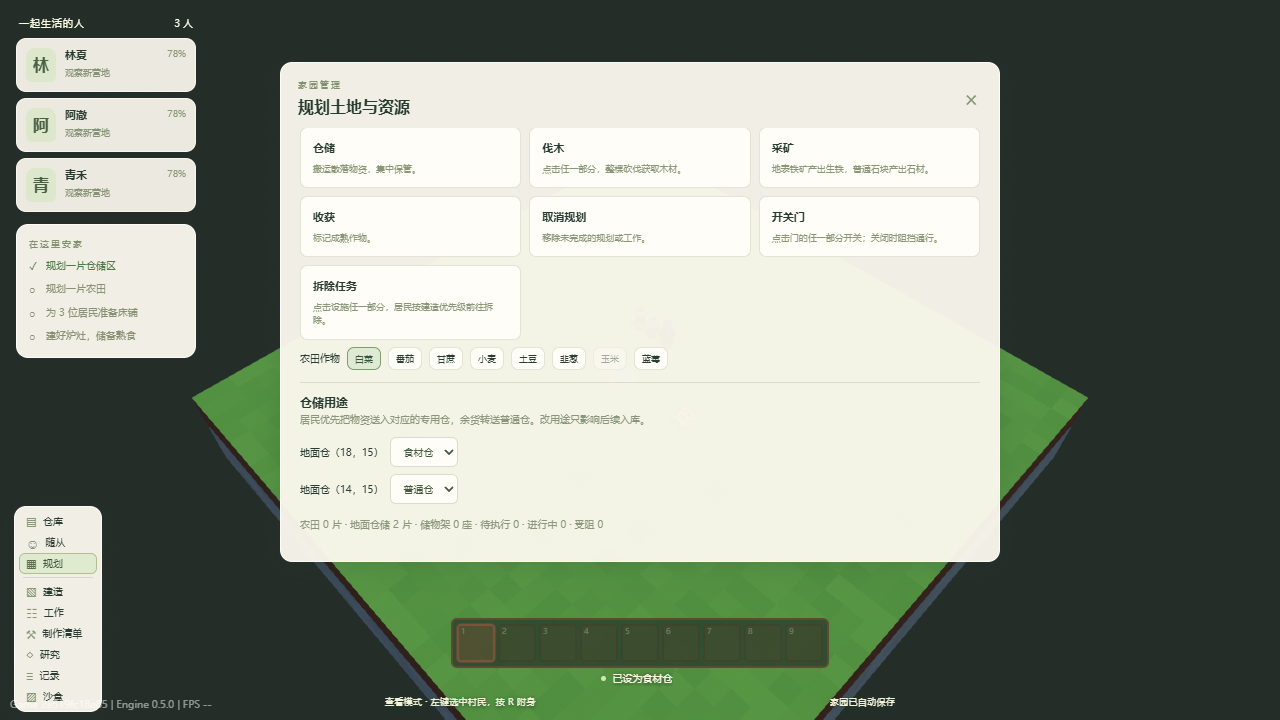 一起生活的人 3 人
林 林夏 78%
观察新营地
阿 阿澈 78%
观察新营地
青 青禾 78%
观察新营地
在这里安家
✓ 规划一片仓储区
○ 规划一片农田
○ 为 3 位居民准备床铺
○ 建好炉灶，储备熟食
家园管理
规划土地与资源
×
仓储
搬运散落物资，集中保管。
伐木
点击任一部分，整棵砍伐获取木材。
采矿
地表铁矿产出生铁，普通石块产出石材。
收获
标记成熟作物。
取消规划
移除未完成的规划或工作。
开关门
点击门的任一部分开关；关闭时阻挡通行。
拆除任务
点击设施任一部分，居民按建造优先级前往拆
除。
农田作物 白菜 番茄 甘蔗 小麦 土豆 韭葱 玉米 蓝莓
仓储用途
居民优先把物资送入对应的专用仓，余货转送普通仓。改用途只影响后续入库。
地面仓（18，15） 食材仓
地面仓（14，15） 普通仓
农田 0 片 · 地面仓储 2 片 · 储物架 0 座 · 待执行 0 · 进行中 0 · 受阻 0
仓库
随从
规划
建造
工作
制作清单
研究
记录
沙盒
| Engine 0.5.0 | FPS --
1 2 3 4 5 6 7 8 9
已设为食材仓
查看模式 · 左键选中村民，按 R 附身
家园已自动保存